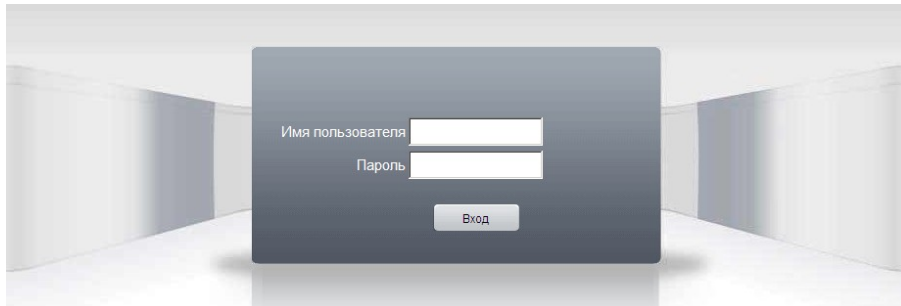 Имя пользователя
Пароль
Вход